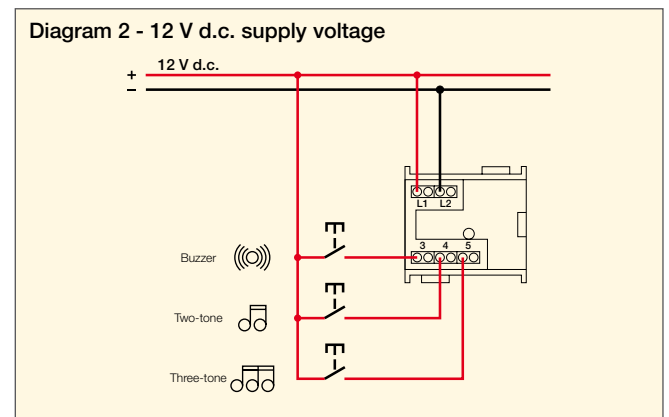 Diagram 2 - 12 V d.c. supply voltage
12 V d.c.
+
–
L1 L2
3 4 5
Buzzer
Two-tone
Three-tone